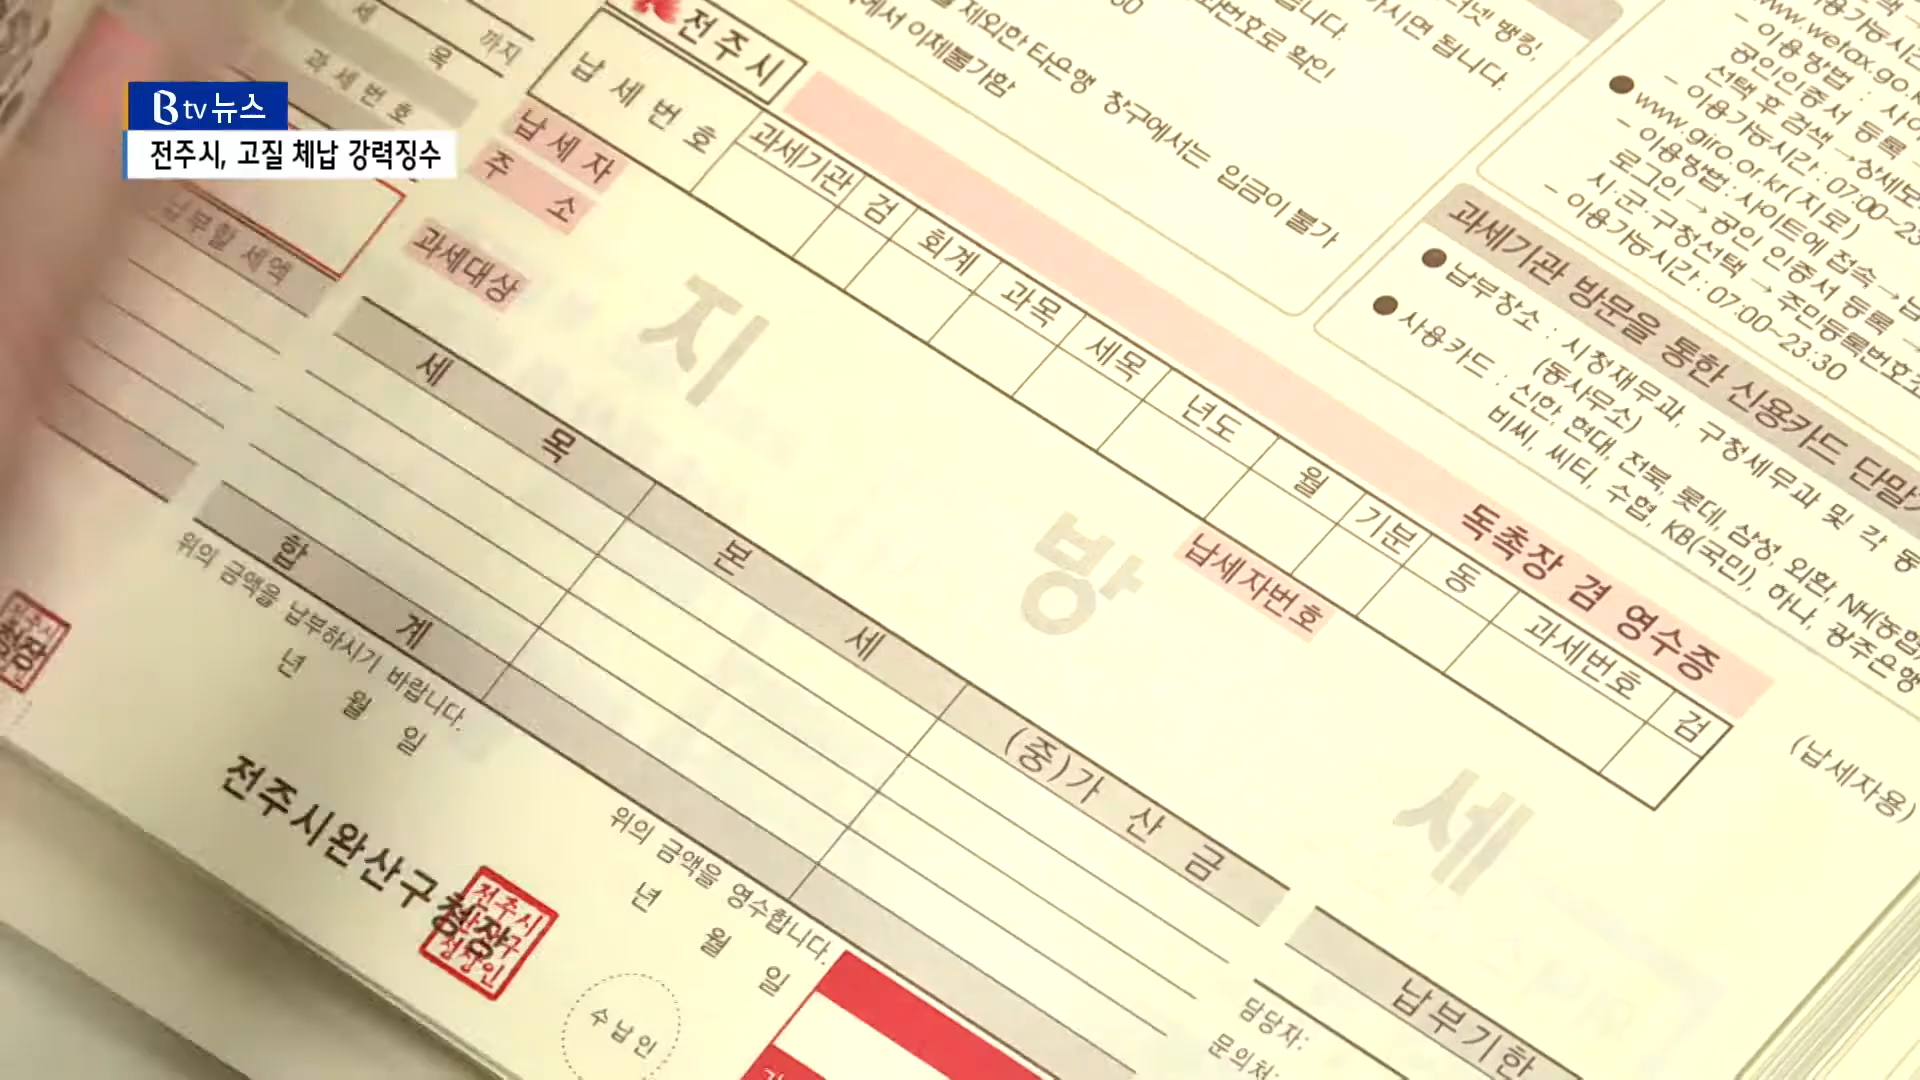 B tv 뉴스
전주시, 고질 체납 강력징수
세 목
까지
과세번호
납부할 세액
전주시
납세번호
과세기관 검 회계 과목 세목 년도 월 기분 동 과세번호 검
독촉장 겸 영수증
(납세자용)
납세자
주 소
과세대상
납세자번호
지 방 세
세 목 본 세 (중)가 산 금
합 계
납부기한
위의 금액을 납부하시기 바랍니다.
년 월 일
전주시완산구청장
위의 금액을 영수합니다.
년 월 일
수납인
담당자:
문의처:
제외한 타은행 창구에서는 입금이 불가
에서 이체불가함
번호로 확인
가시면 됩니다.
터넷 뱅킹,
www.wetax.go.k
- 이용방법 : 사이
공인인증서 등록
선택 후 검색 →상세보
- 이용가능시간 : 07:00~23
● www.giro.or.kr(지로)
- 이용방법:사이트에 접속→
로그인→ 공인 인증서 등록 →
시·군·구청선택 → 주민등록번호
- 이용가능시간: 07:00~23:30
과세기관 방문을 통한 신용카드 단말
● 납부장소 : 시청재무과, 구청세무과 및 각 동
(동사무소)
● 사용카드 : 신한, 현대, 전북, 롯데, 삼성, 외환, NH(농협)
비씨, 씨티, 수협, KB(국민), 하나, 광주은행